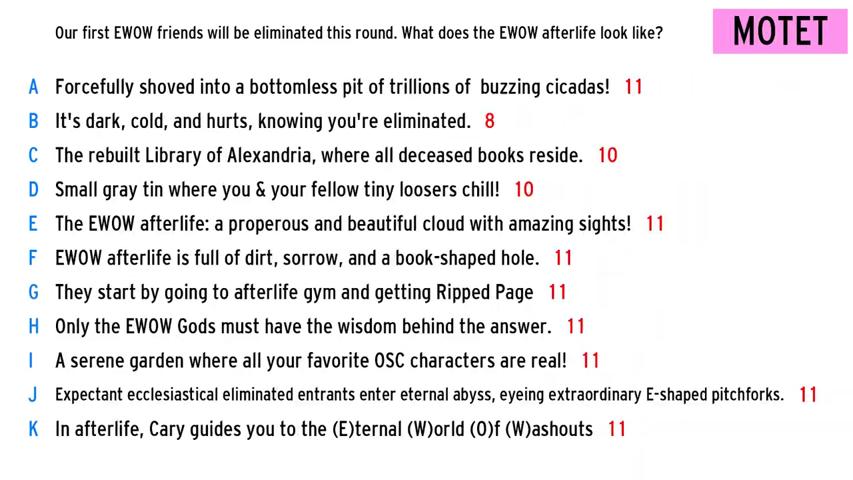 Our first EWOW friends will be eliminated this round. What does the EWOW afterlife look like?
MOTET
A Forcefully shoved into a bottomless pit of trillions of buzzing cicadas! 11
B It's dark, cold, and hurts, knowing you're eliminated. 8
C The rebuilt Library of Alexandria, where all deceased books reside. 10
D Small gray tin where you & your fellow tiny loosers chill! 10
E The EWOW afterlife: a properous and beautiful cloud with amazing sights! 11
F EWOW afterlife is full of dirt, sorrow, and a book-shaped hole. 11
G They start by going to afterlife gym and getting Ripped Page 11
H Only the EWOW Gods must have the wisdom behind the answer. 11
I A serene garden where all your favorite OSC characters are real! 11
J Expectant ecclesiastical eliminated entrants enter eternal abyss, eyeing extraordinary E-shaped pitchforks. 11
K In afterlife, Cary guides you to the (E)ternal (W)orld (O)f (W)ashouts 11